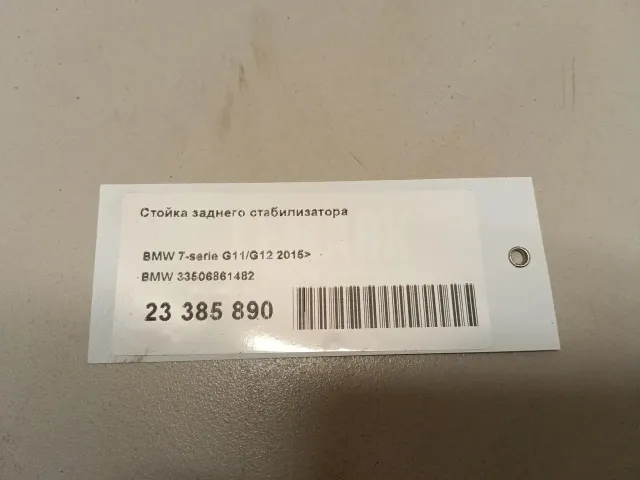 Стойка заднего стабилизатора
BMW 7-serie G11/G12 2015>
BMW 33506861482
23 385 890